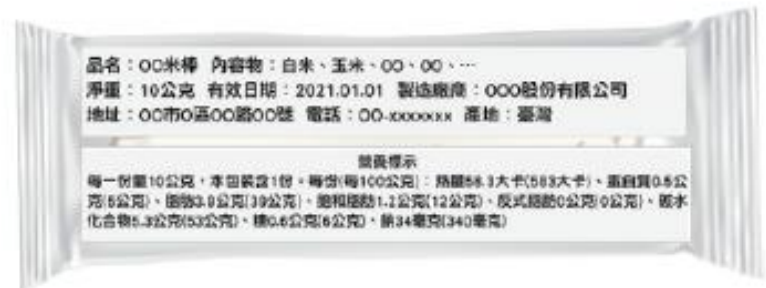 品名：OO米棒 內容物：白米、玉米、OO、OO、…
淨重：10公克 有效日期：2021.01.01 製造廠商：OOO股份有限公司
地址：OO市O區OO路OO號 電話：OO-xxxxxxx 產地：臺灣
營養標示
每一份量10公克，本包裝含1份。每份(每100公克)：熱量58.3大卡(583大卡)、蛋白質0.5公
克(5公克)、脂肪3.9公克(39公克)、飽和脂肪1.2公克(12公克)、反式脂肪0公克(0公克)、碳水
化合物5.3公克(53公克)、糖0.6公克(6公克)、鈉34毫克(340毫克)